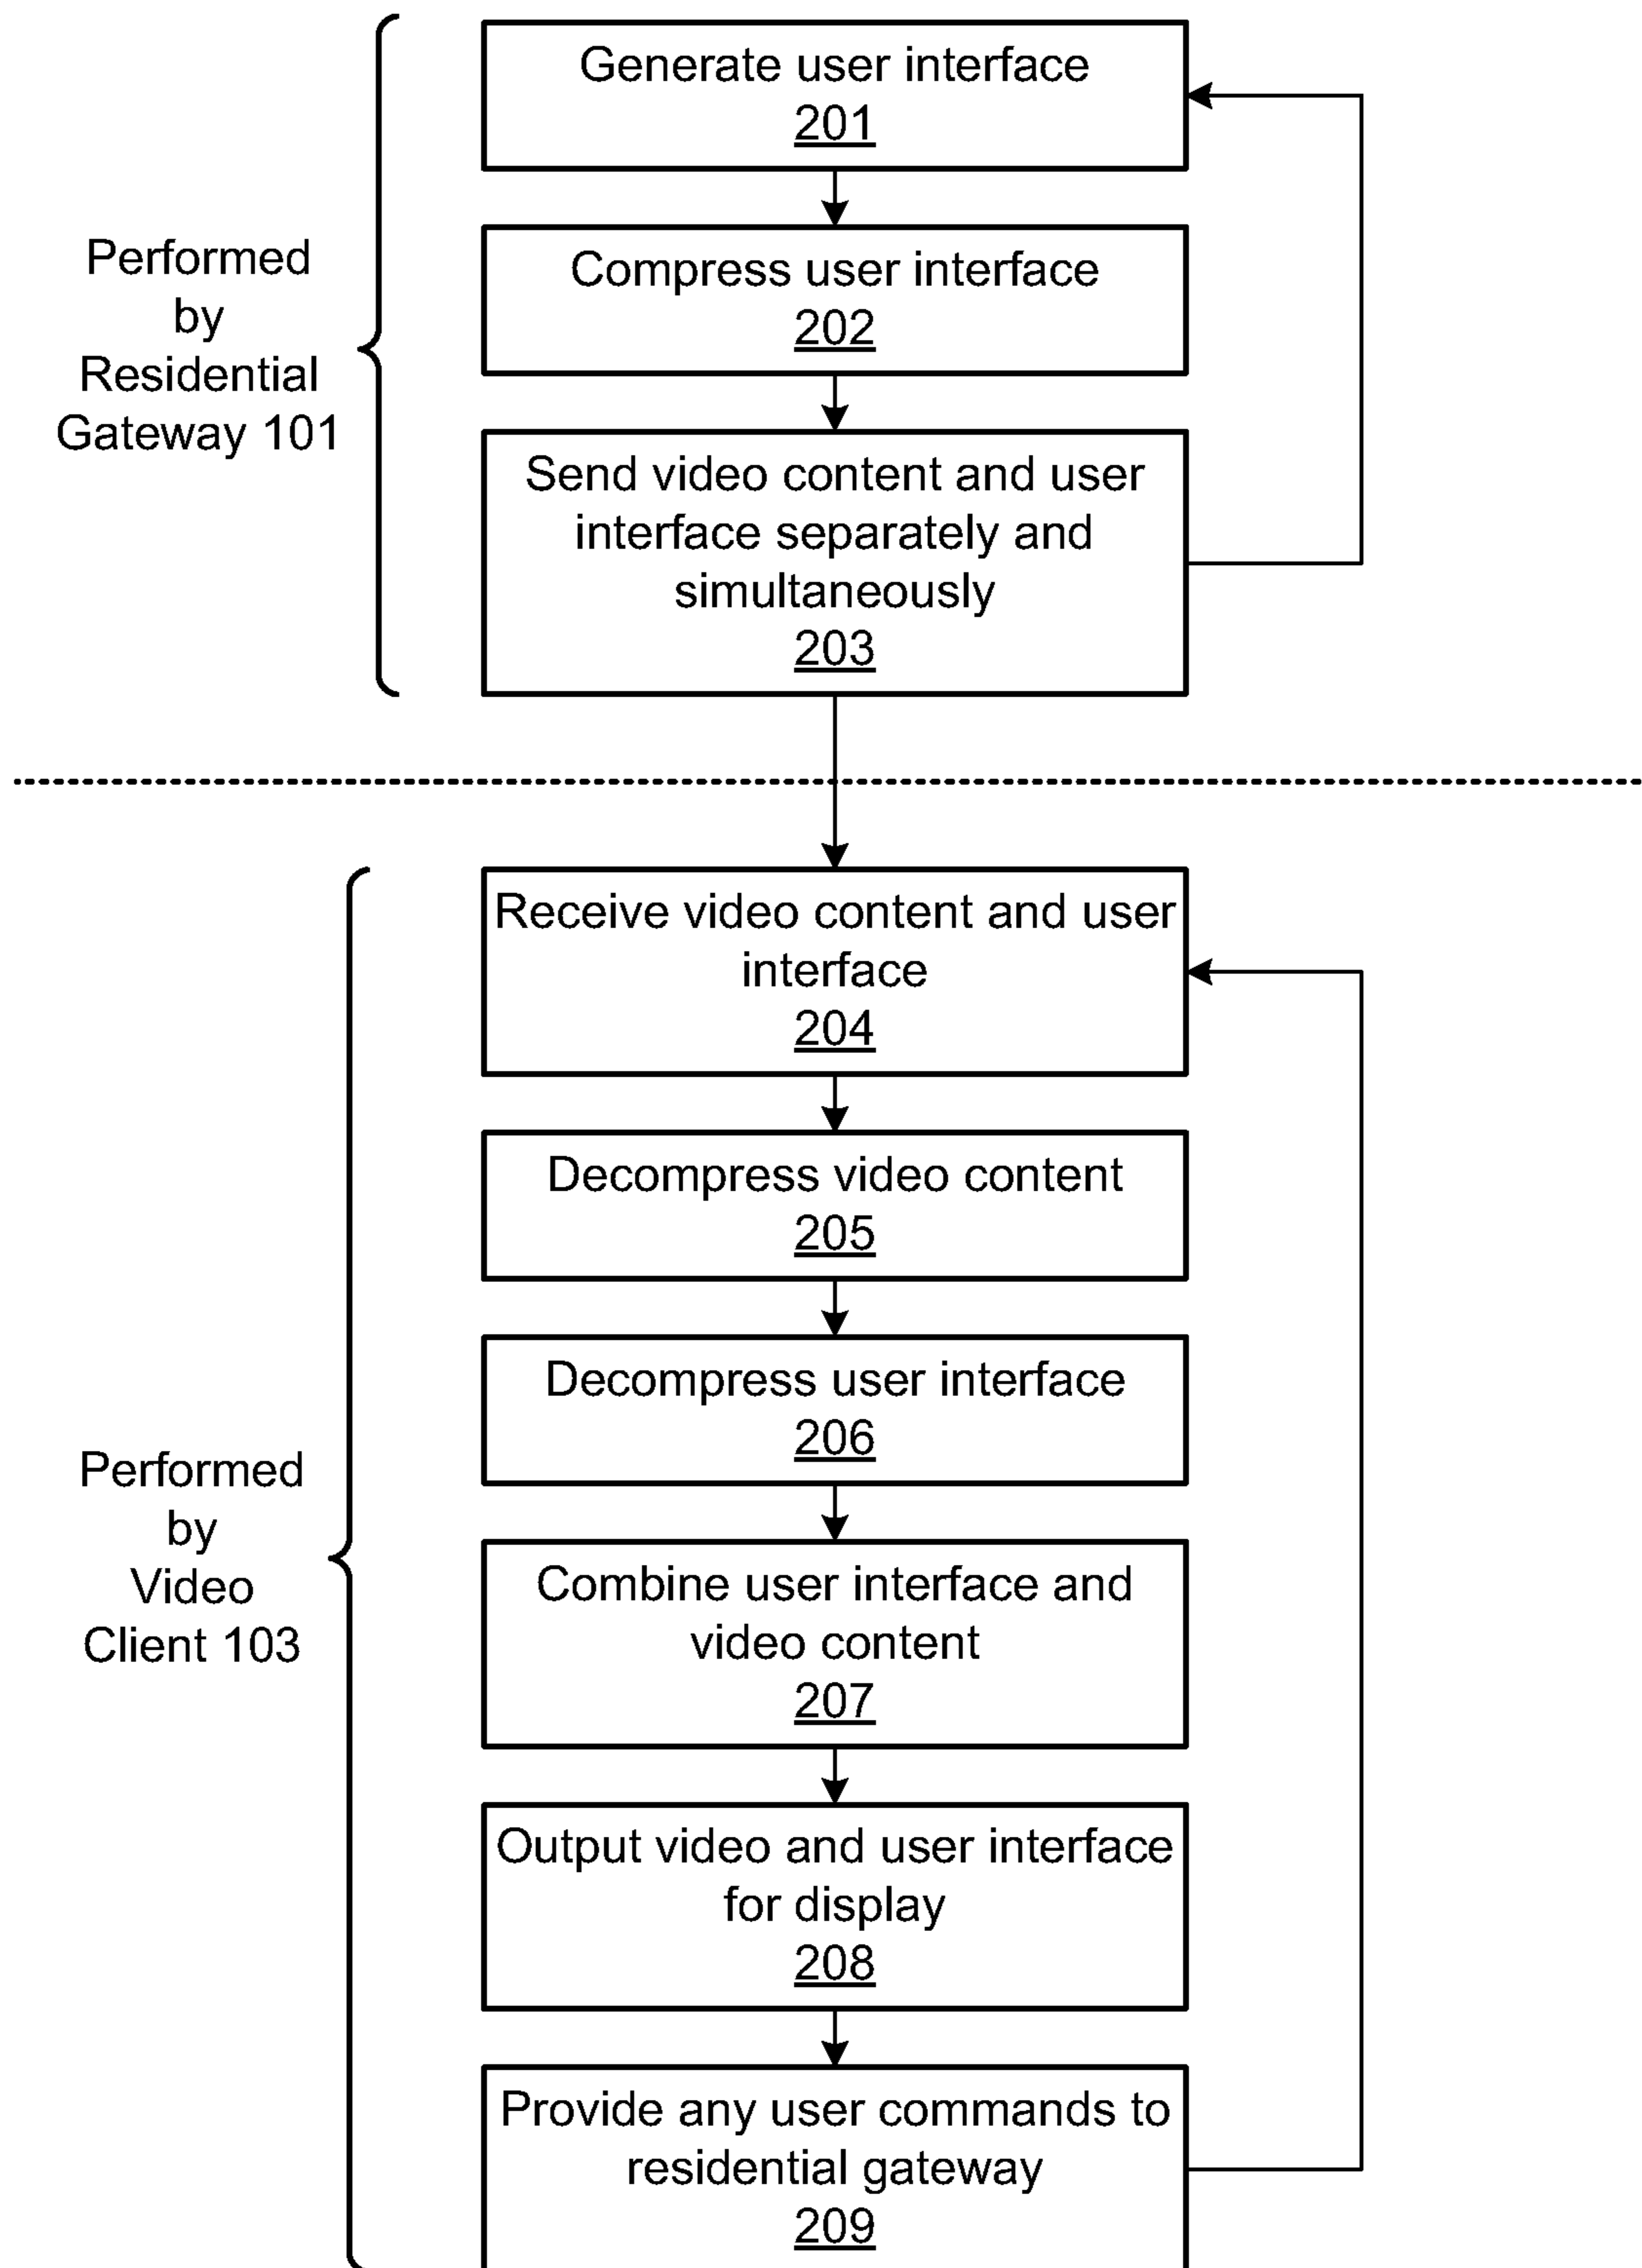 Generate user interface
201
Compress user interface
202
Performed
by
Residential
Gateway 101
Send video content and user
interface separately and
simultaneously
203
Receive video content and user
interface
204
Decompress video content
205
Decompress user interface
206
Performed
by
Video
Client 103
Combine user interface and
video content
207
Output video and user interface
for display
208
Provide any user commands to
residential gateway
209